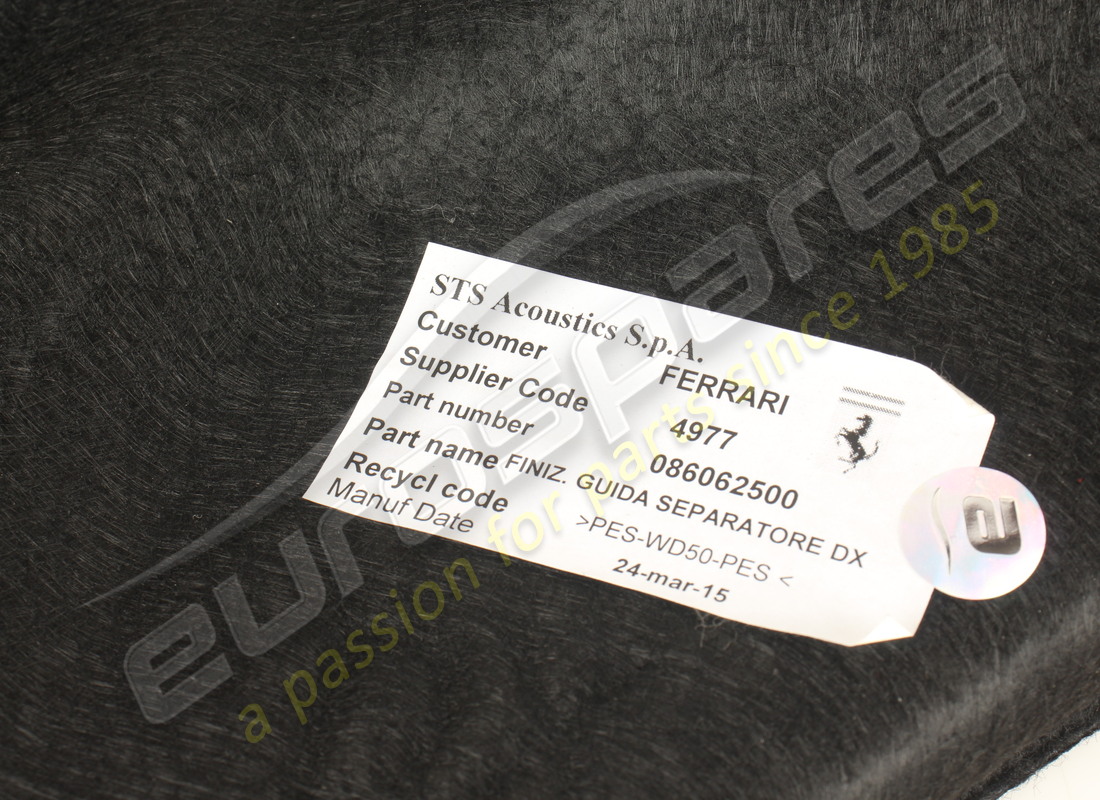 STS Acoustics S.p.A.
Customer FERRARI
Supplier Code 4977
Part number 086062500
Part name FINIZ. GUIDA SEPARATORE DX
Recycl code >PES-WD50-PES <
Manuf Date 24-mar-15
eurospares
a passion for parts since 1985